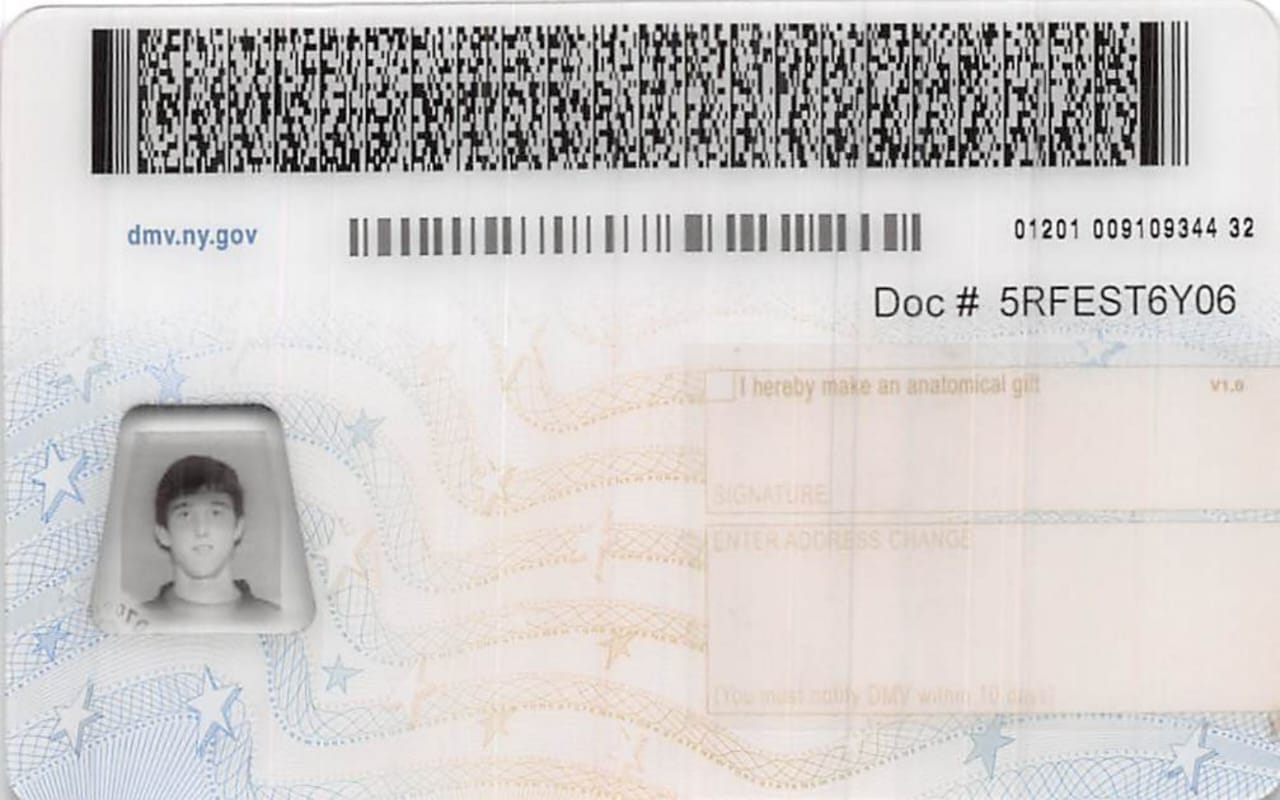 dmv.ny.gov
01201 009109344 32
Doc # 5RFEST6Y06
I hereby make an anatomical gift
V1.0
SIGNATURE
ENTER ADDRESS CHANGE
(You must notify DMV within 10 days)